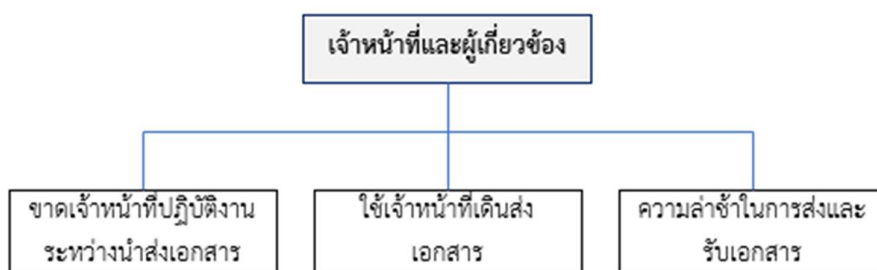 เจ้าหน้าที่และผู้เกี่ยวข้อง
ขาดเจ้าหน้าที่ปฏิบัติงาน
ระหว่างนำส่งเอกสาร
ใช้เจ้าหน้าที่เดินส่ง
เอกสาร
ความล่าช้าในการส่งและ
รับเอกสาร